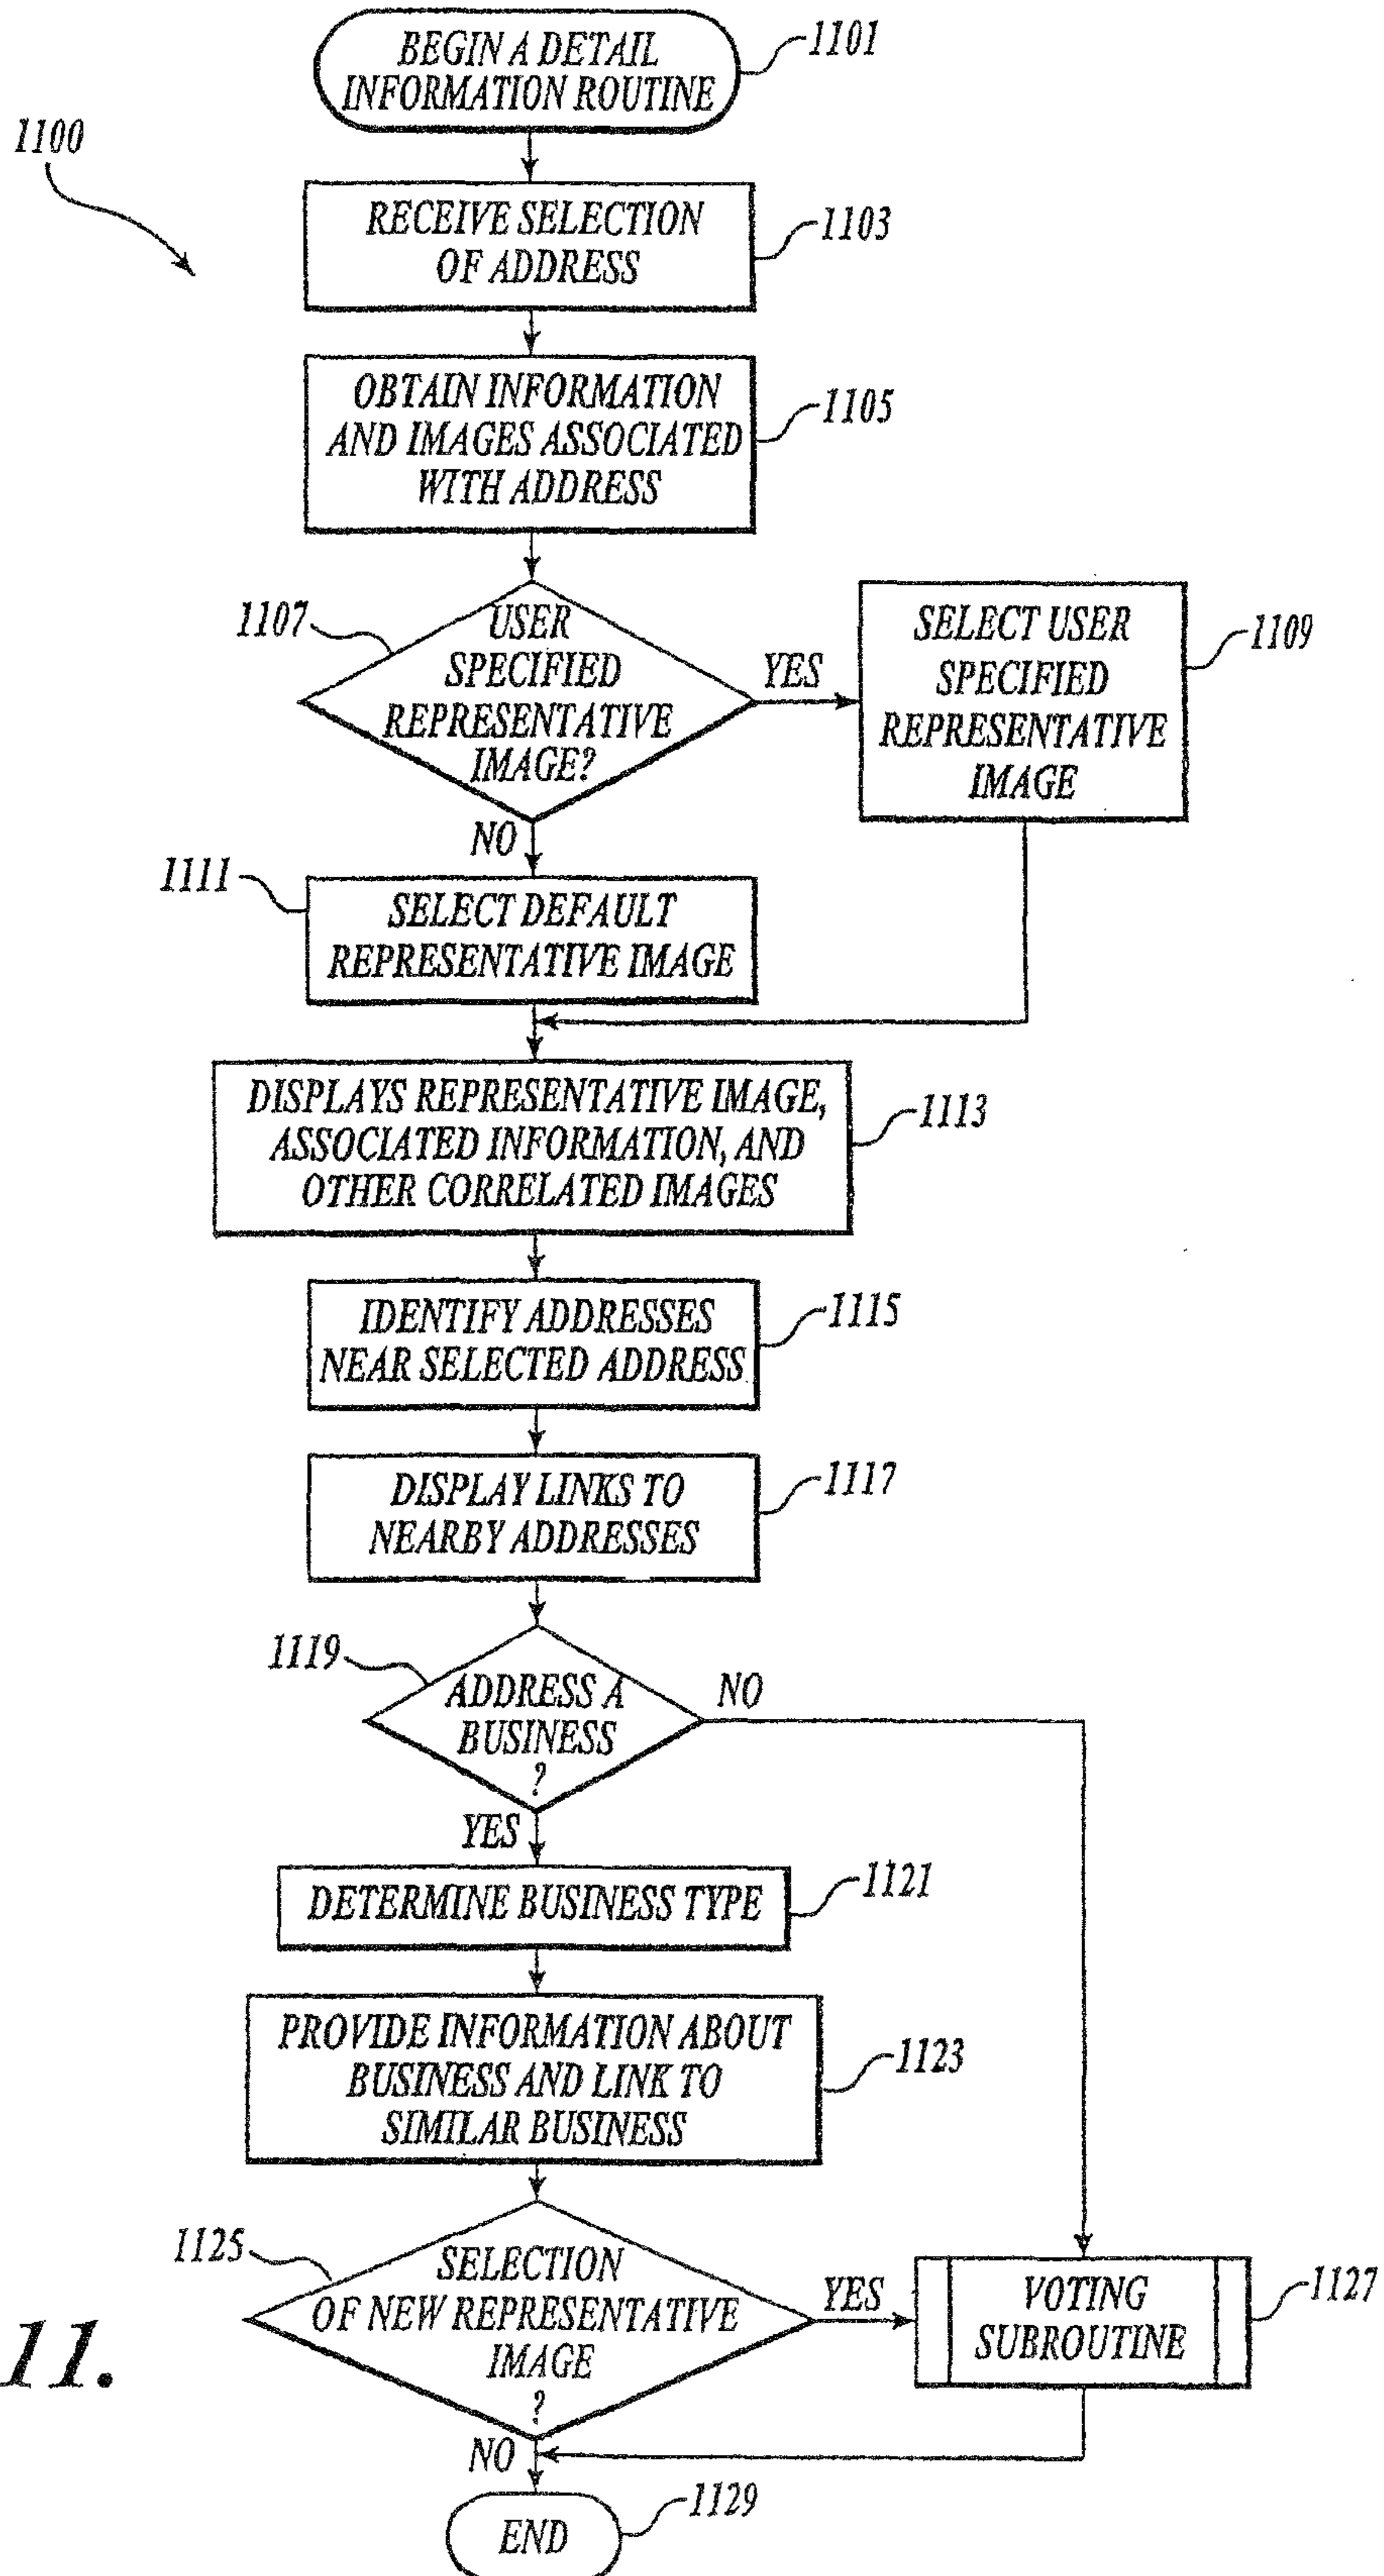 BEGIN A DETAIL
INFORMATION ROUTINE
1101
1100
RECEIVE SELECTION
OF ADDRESS
1103
OBTAIN INFORMATION
AND IMAGES ASSOCIATED
WITH ADDRESS
1105
1107
USER
SPECIFIED
REPRESENTATIVE
IMAGE?
YES
SELECT USER
SPECIFIED
REPRESENTATIVE
IMAGE
1109
NO
1111
SELECT DEFAULT
REPRESENTATIVE IMAGE
DISPLAYS REPRESENTATIVE IMAGE,
ASSOCIATED INFORMATION, AND
OTHER CORRELATED IMAGES
1113
IDENTIFY ADDRESSES
NEAR SELECTED ADDRESS
1115
DISPLAY LINKS TO
NEARBY ADDRESSES
1117
1119
ADDRESS A
BUSINESS
?
NO
YES
DETERMINE BUSINESS TYPE
1121
PROVIDE INFORMATION ABOUT
BUSINESS AND LINK TO
SIMILAR BUSINESS
1123
1125
SELECTION
OF NEW REPRESENTATIVE
IMAGE
?
YES
VOTING
SUBROUTINE
1127
11.
NO
END
1129